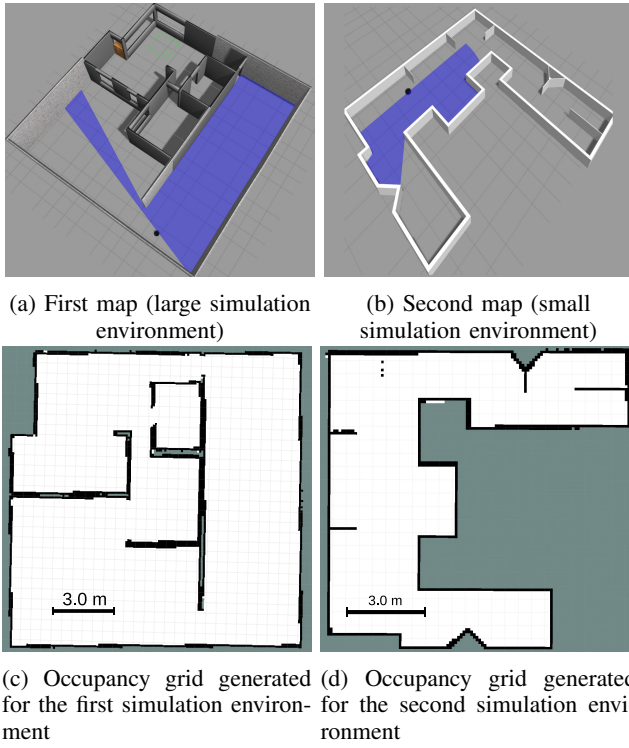 (a) First map (large simulation
environment)
(b) Second map (small
simulation environment)
3.0 m
3.0 m
(c) Occupancy grid generated
for the first simulation environ-
ment
(d) Occupancy grid generated
for the second simulation envi-
ronment